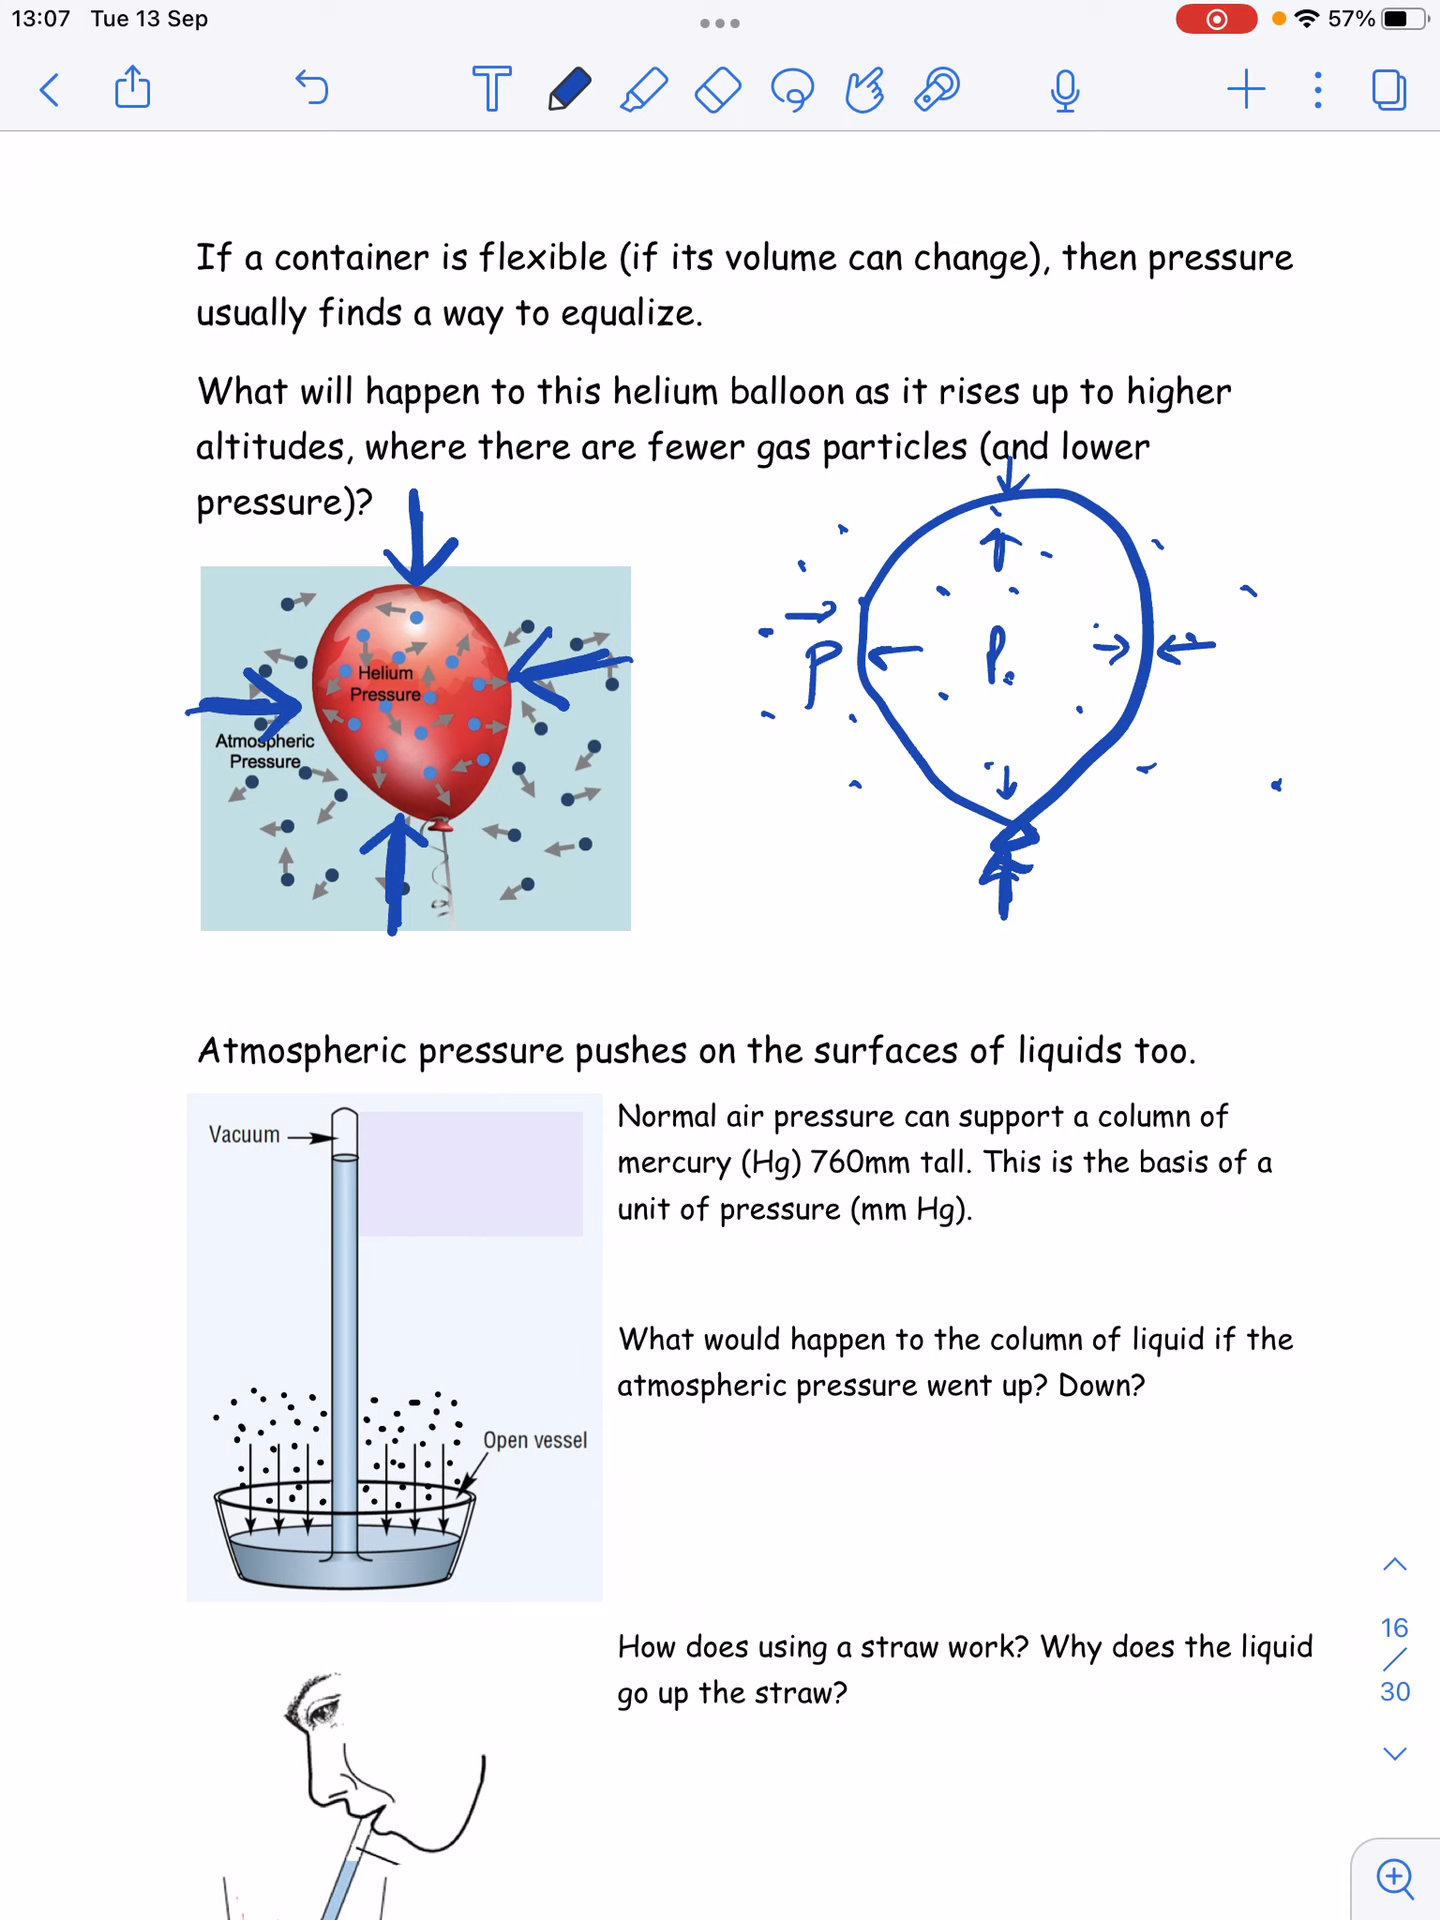 13:07 Tue 13 Sep
57%
If a container is flexible (if its volume can change), then pressure
usually finds a way to equalize.
What will happen to this helium balloon as it rises up to higher
altitudes, where there are fewer gas particles (and lower
pressure)?
Helium
Pressure
Atmospheric
Pressure
P
P
Atmospheric pressure pushes on the surfaces of liquids too.
Vacuum
Normal air pressure can support a column of
mercury (Hg) 760mm tall. This is the basis of a
unit of pressure (mm Hg).
What would happen to the column of liquid if the
atmospheric pressure went up? Down?
Open vessel
How does using a straw work? Why does the liquid
go up the straw?
16
/
30